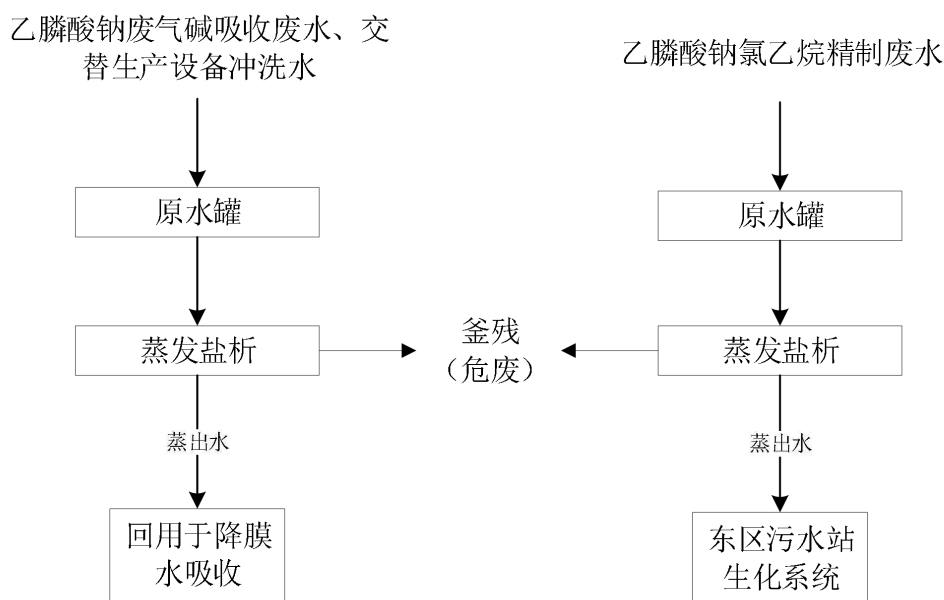 乙膦酸钠废气碱吸收废水、交
替生产设备冲洗水
乙膦酸钠氯乙烷精制废水
原水罐
原水罐
蒸发盐析
釜残
（危废）
蒸发盐析
蒸出水
蒸出水
回用于降膜
水吸收
东区污水站
生化系统